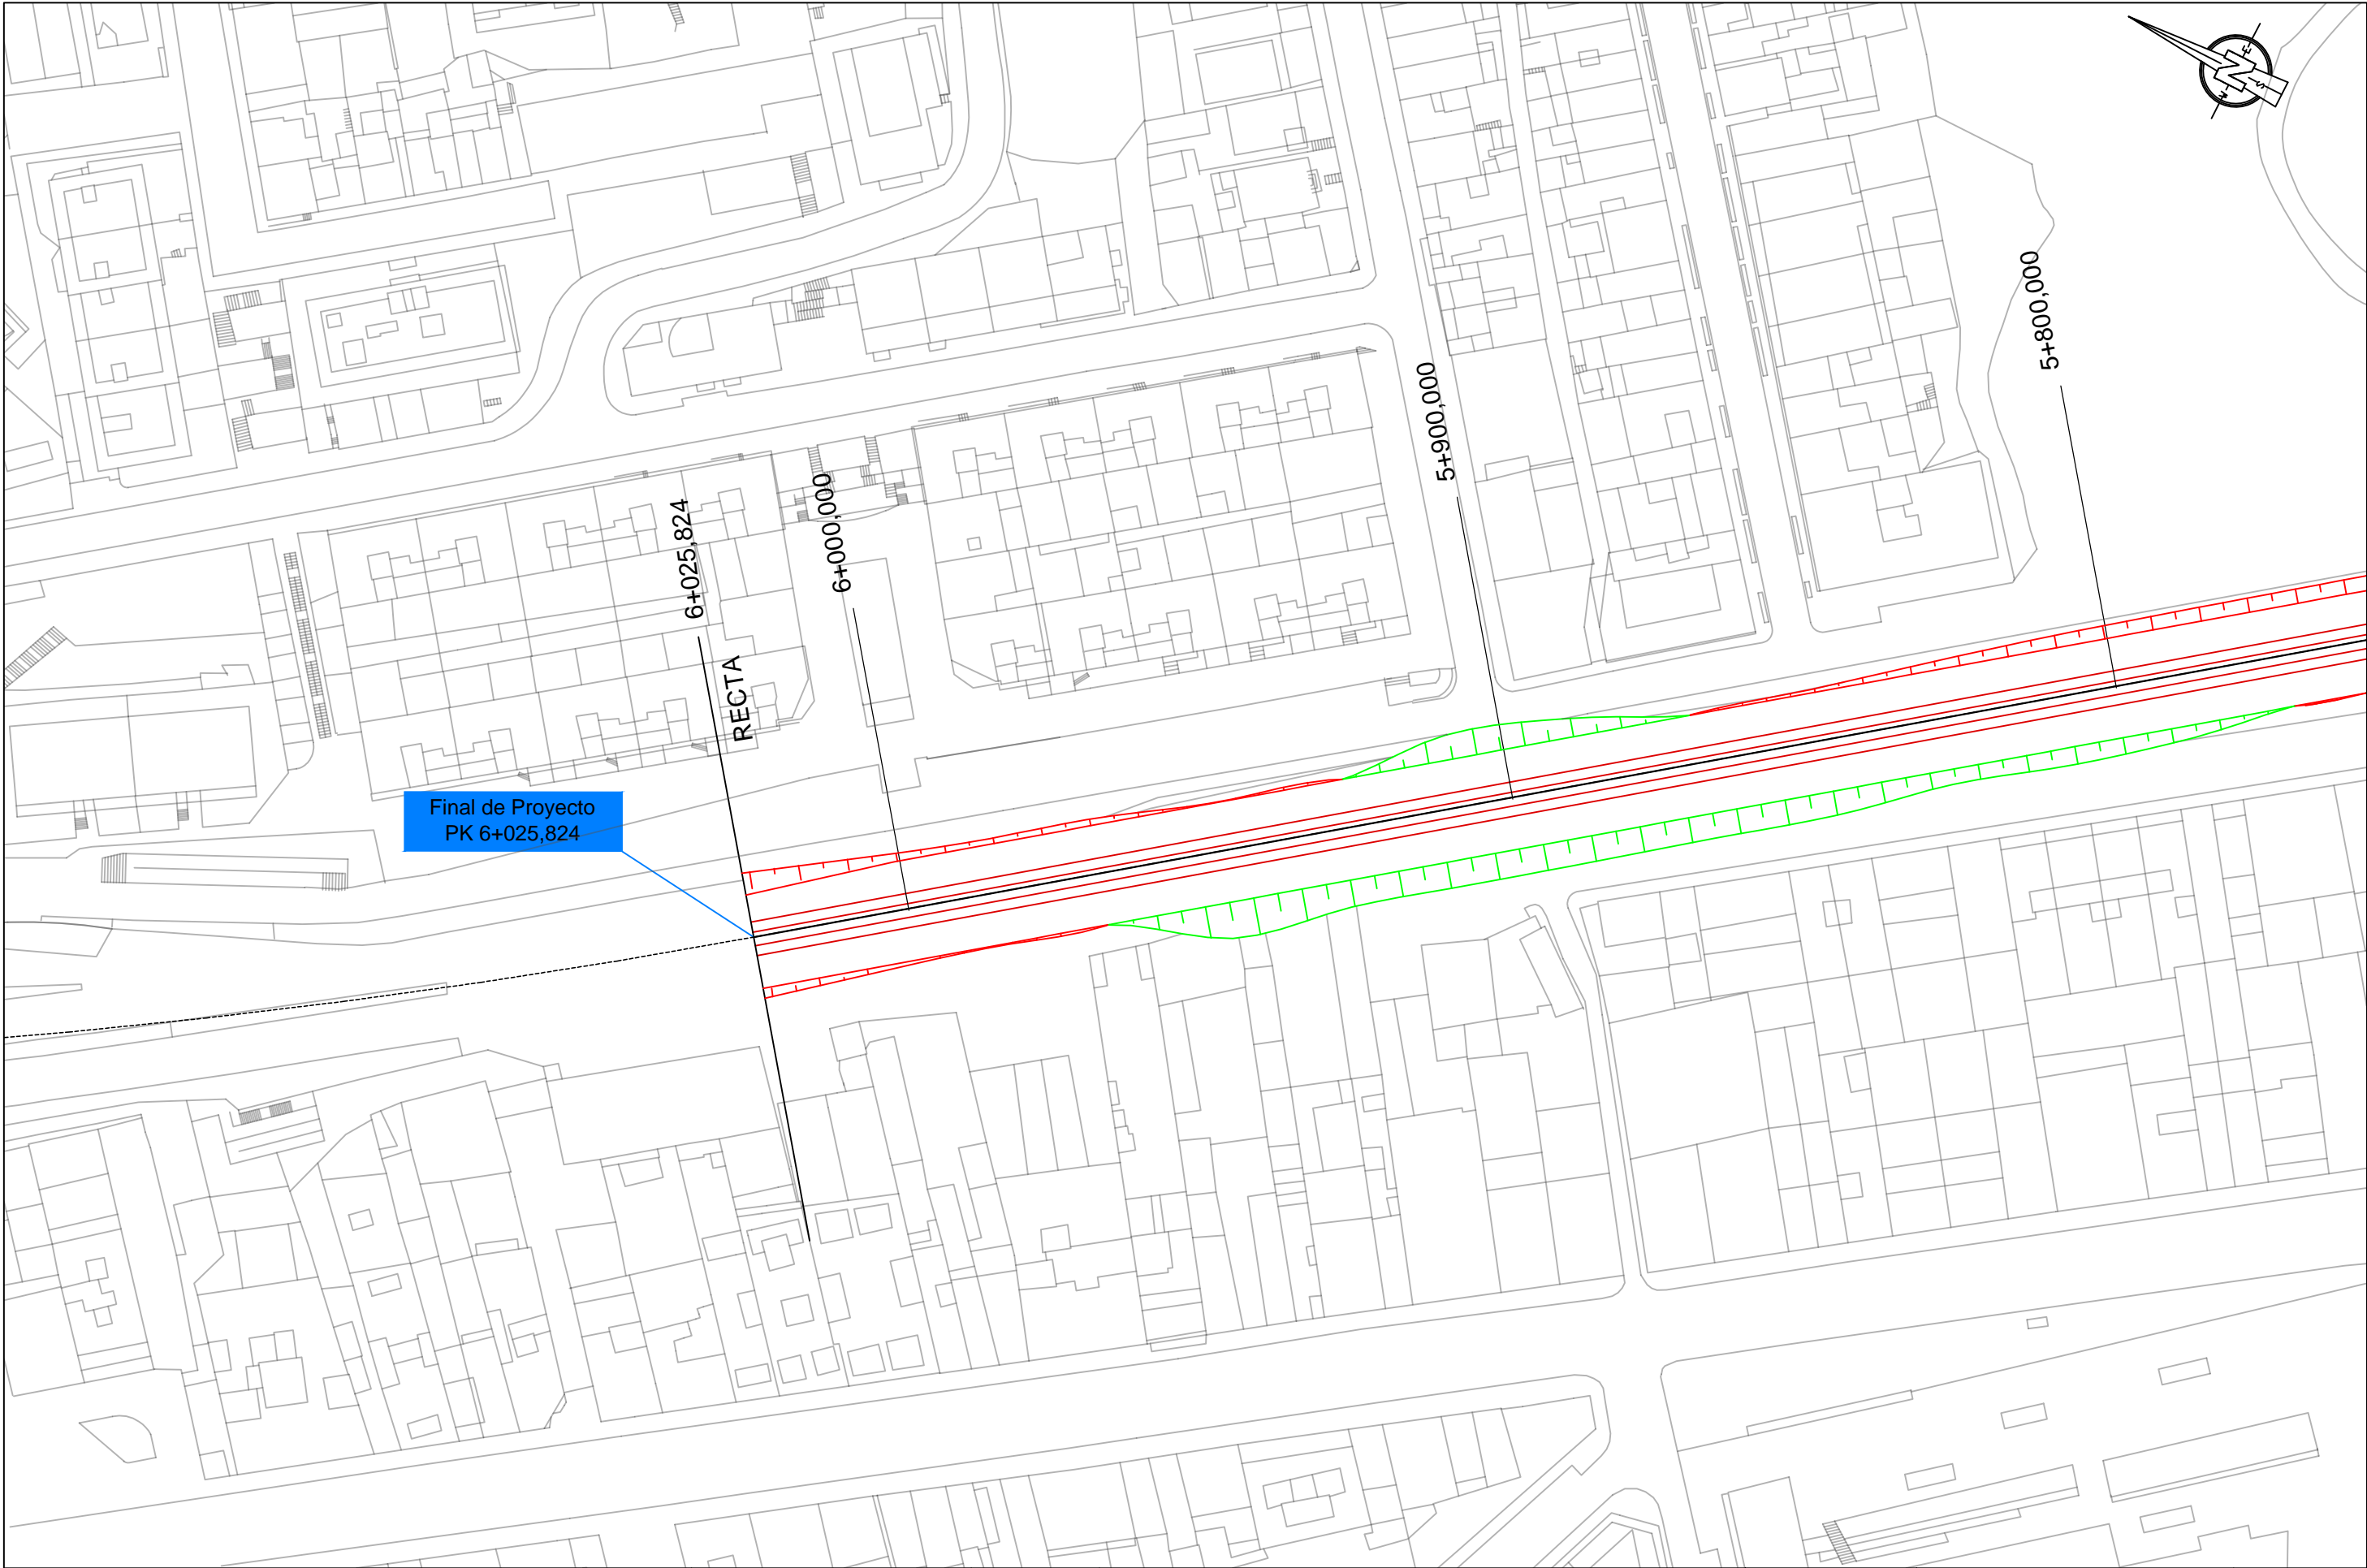 5+800,000
5+900,000
6+000,000
6+025,824
RECTA
Final de Proyecto
PK 6+025,824
N
E
S